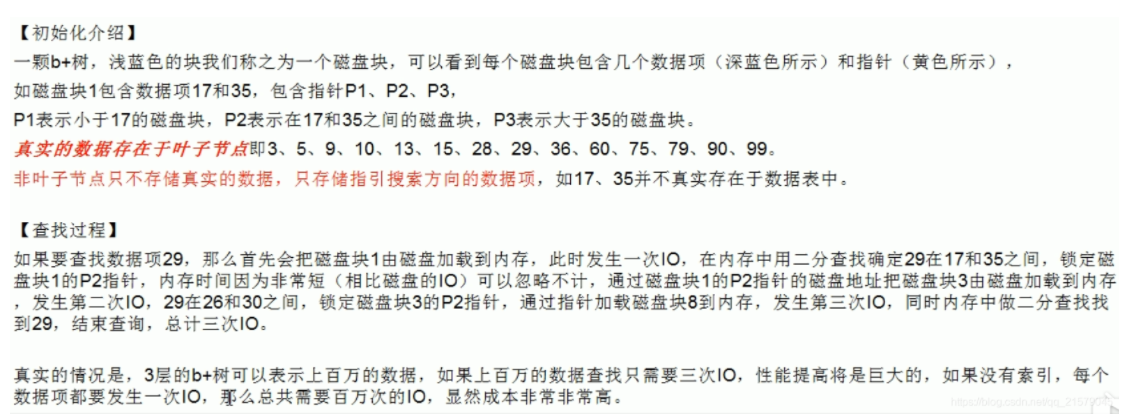 【初始化介绍】
一颗b+树，浅蓝色的块我们称之为一个磁盘块，可以看到每个磁盘块包含几个数据项（深蓝色所示）和指针（黄色所示），
如磁盘块1包含数据项17和35，包含指针P1、P2、P3，
P1表示小于17的磁盘块，P2表示在17和35之间的磁盘块，P3表示大于35的磁盘块。
真实的数据存在于叶子节点即3、5、9、10、13、15、28、29、36、60、75、79、90、99。
非叶子节点只不存储真实的数据，只存储指引搜索方向的数据项，如17、35并不真实存在于数据表中。
【查找过程】
如果要查找数据项29，那么首先会把磁盘块1由磁盘加载到内存，此时发生一次IO，在内存中用二分查找确定29在17和35之间，锁定磁
盘块1的P2指针，内存时间因为非常短（相比磁盘的IO）可以忽略不计，通过磁盘块1的P2指针的磁盘地址把磁盘块3由磁盘加载到内存
，发生第二次IO，29在26和30之间，锁定磁盘块3的P2指针，通过指针加载磁盘块8到内存，发生第三次IO，同时内存中做二分查找找
到29，结束查询，总计三次IO。
真实的情况是，3层的b+树可以表示上百万的数据，如果上百万的数据查找只需要三次IO，性能提高将是巨大的，如果没有索引，每个
数据项都要发生一次IO，那么总共需要百万次的IO，显然成本非常非常高。